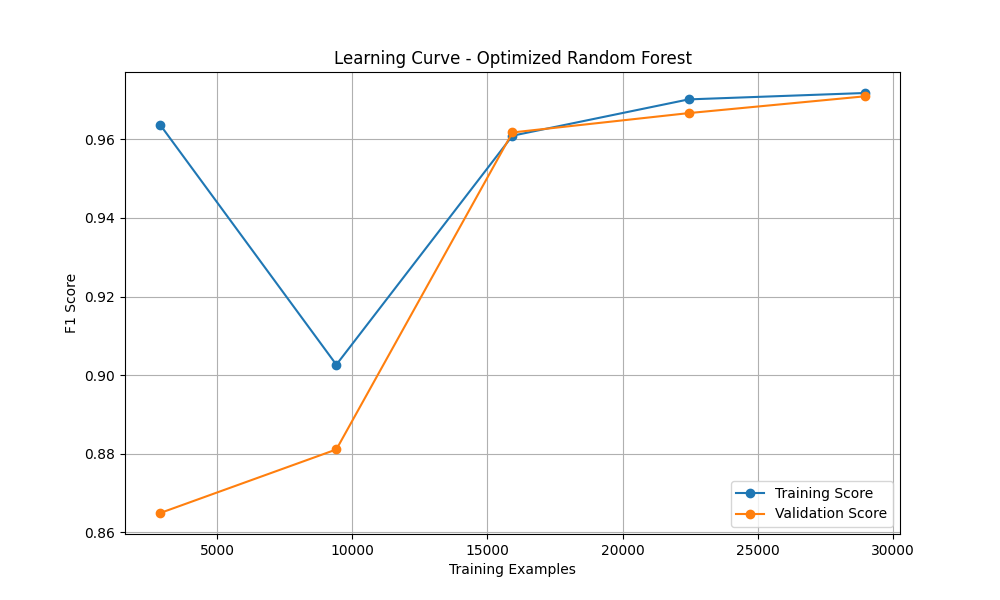 Learning Curve - Optimized Random Forest
F1 Score
0.96
0.94
0.92
0.90
0.88
0.86
5000 10000 15000 20000 25000 30000
Training Examples
Training Score
Validation Score